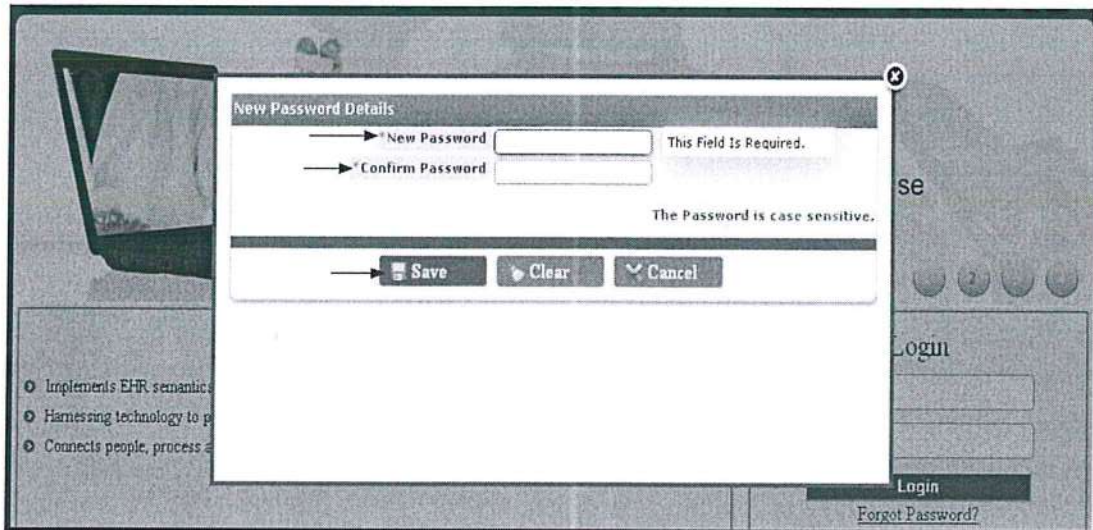 New Password Details
*New Password
This Field Is Required.
*Confirm Password
The Password is case sensitive.
Save
Clear
Cancel
se
2
Login
Implements EHR semantics
Harnessing technology to p
Connects people, process a
Login
Forgot Password?